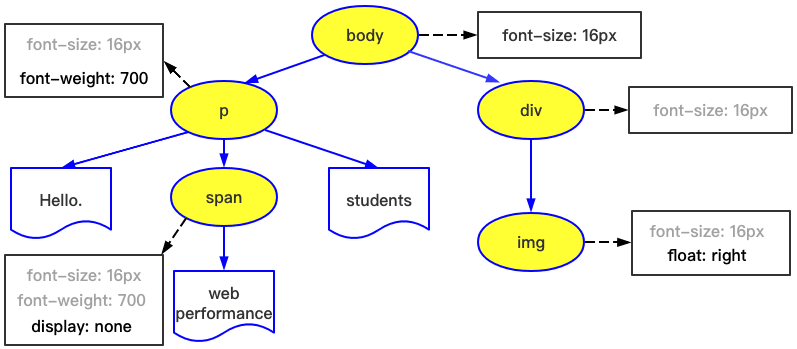 body
font-size: 16px
font-size: 16px
font-weight: 700
p
div
font-size: 16px
Hello.
span
students
img
font-size: 16px
float: right
font-size: 16px
font-weight: 700
display: none
web
performance